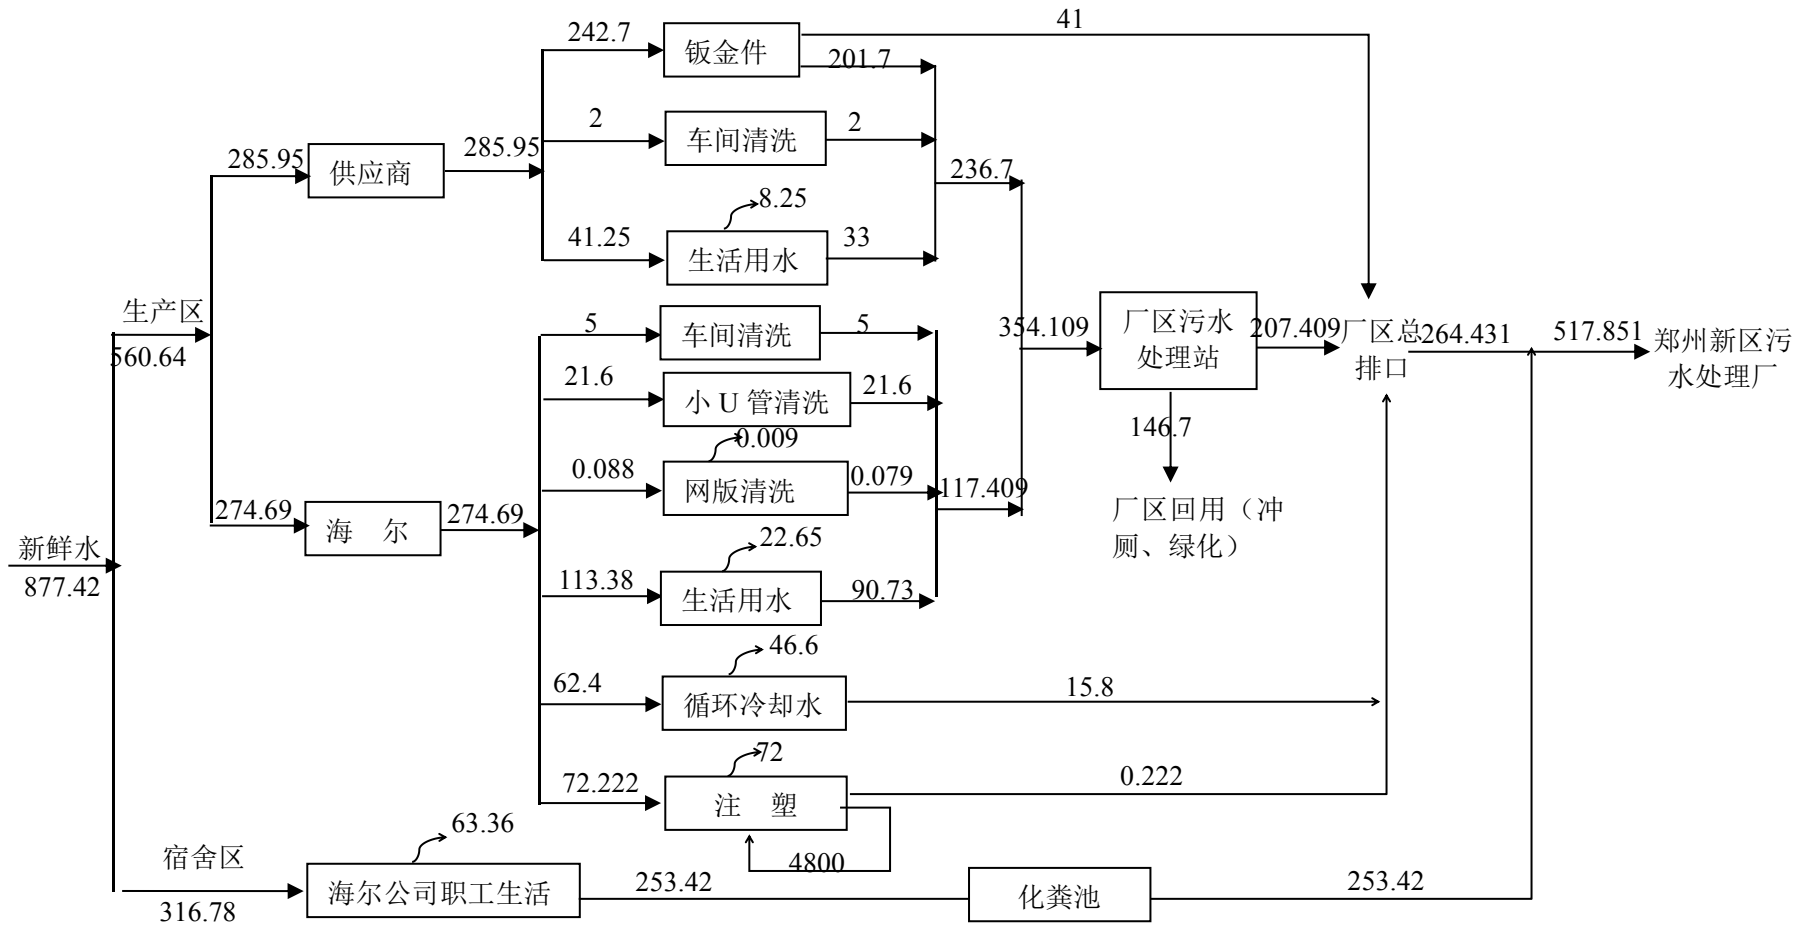 41
242.7
钣金件
201.7
2
车间清洗
2
285.95
供应商
285.95
236.7
8.25
41.25
生活用水
33
生产区
560.64
5
车间清洗
5
354.109
厂区污水
处理站
207.409
厂区总
排口
264.431
517.851
郑州新区污
水处理厂
21.6
小 U 管清洗
21.6
146.7
0.009
0.088
网版清洗
0.079
117.409
厂区回用（冲
厕、绿化）
274.69
海 尔
274.69
新鲜水
877.42
22.65
113.38
生活用水
90.73
46.6
62.4
循环冷却水
15.8
72
72.222
注 塑
0.222
4800
63.36
宿舍区
316.78
海尔公司职工生活
253.42
化粪池
253.42